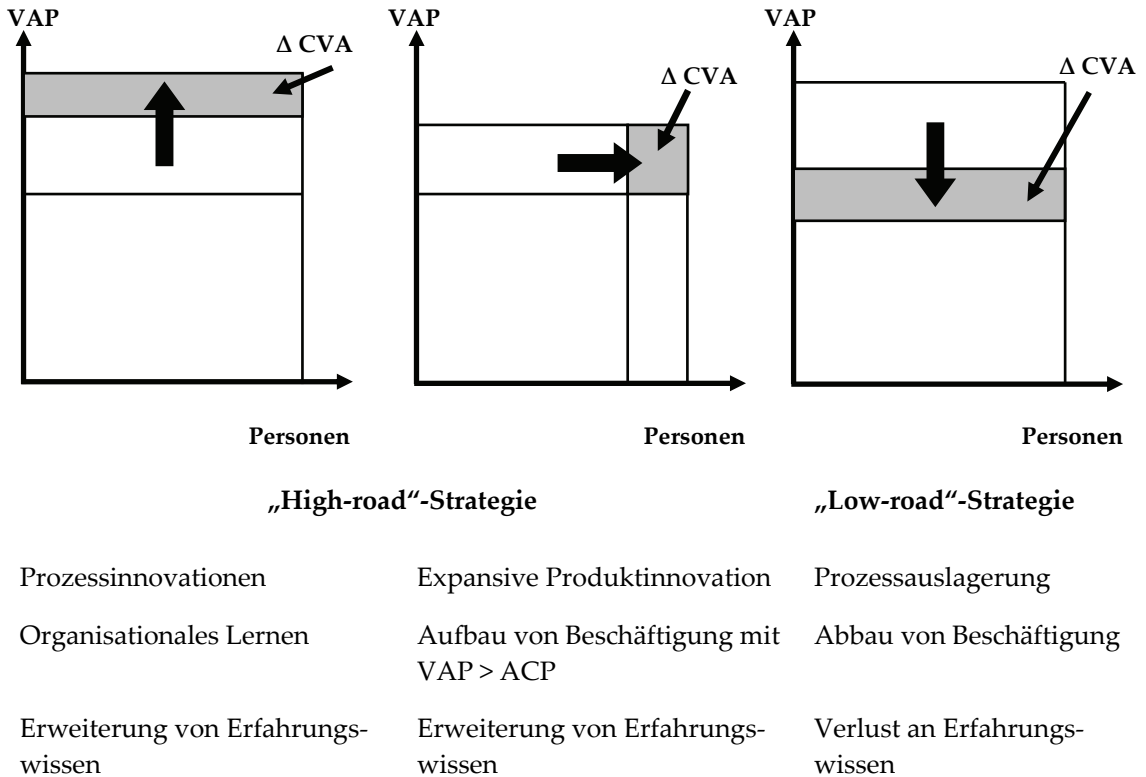 VAP
Δ CVA
Personen
VAP
Δ CVA
Personen
VAP
Δ CVA
Personen
„High-road“-Strategie
„Low-road“-Strategie
Prozessinnovationen
Expansive Produktinnovation
Prozessauslagerung
Organisationales Lernen
Aufbau von Beschäftigung mit
VAP > ACP
Abbau von Beschäftigung
Erweiterung von Erfahrungs-
wissen
Erweiterung von Erfahrungs-
wissen
Verlust an Erfahrungs-
wissen